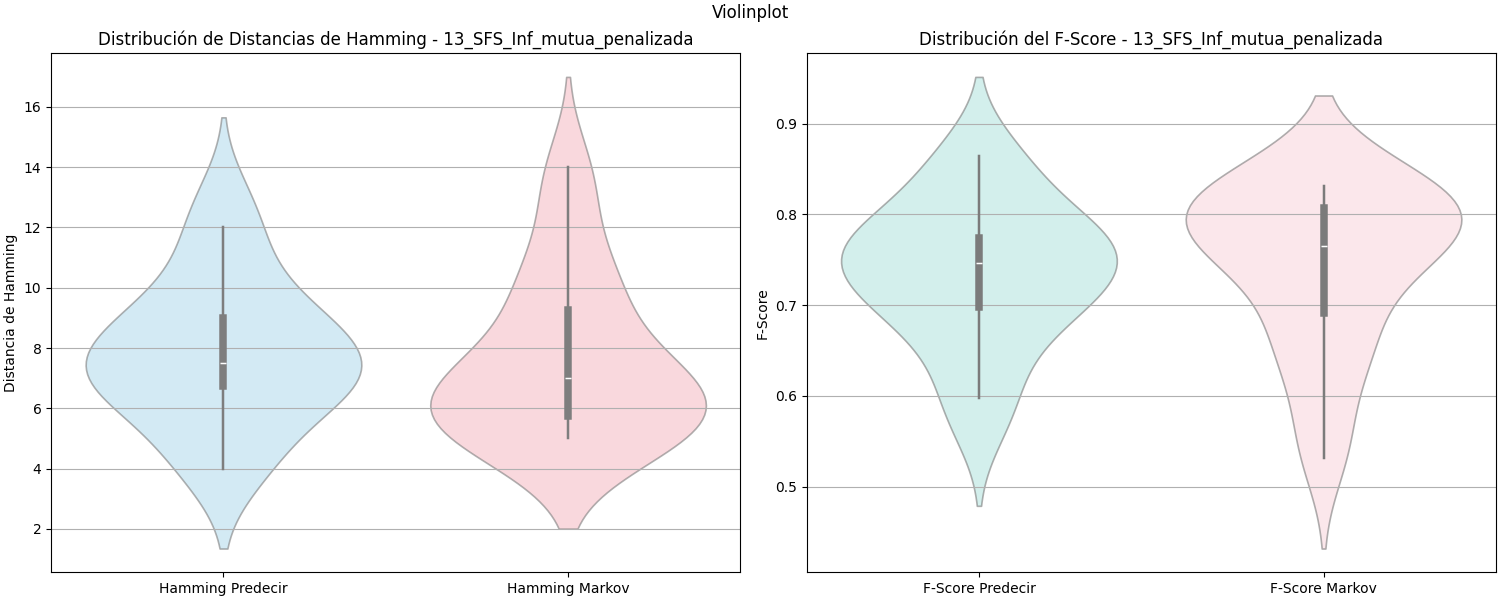 Violinplot
Distribución de Distancias de Hamming - 13_SFS_Inf_mutua_penalizada
Distancia de Hamming
16
14
12
10
8
6
4
2
Hamming Predecir
Hamming Markov
Distribución del F-Score - 13_SFS_Inf_mutua_penalizada
F-Score
0.9
0.8
0.7
0.6
0.5
F-Score Predecir
F-Score Markov